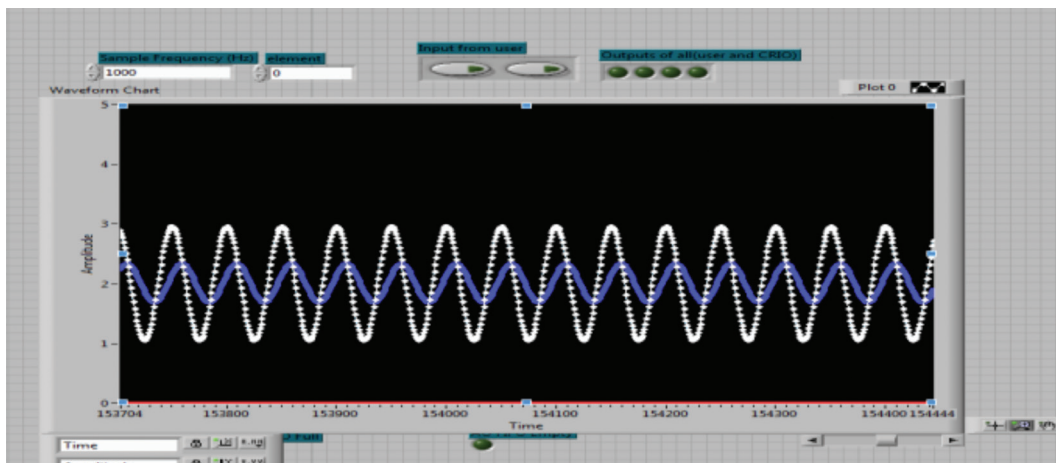 Input from user
Sample Frequency (Hz) element Outputs of all(user and CRIO)
1000 0
Waveform Chart Plot 0
5
4
3
2
1
0
Amplitude
153704 153800 153900 154000 154100 154200 154300 154400 154444
Time
Time
Full